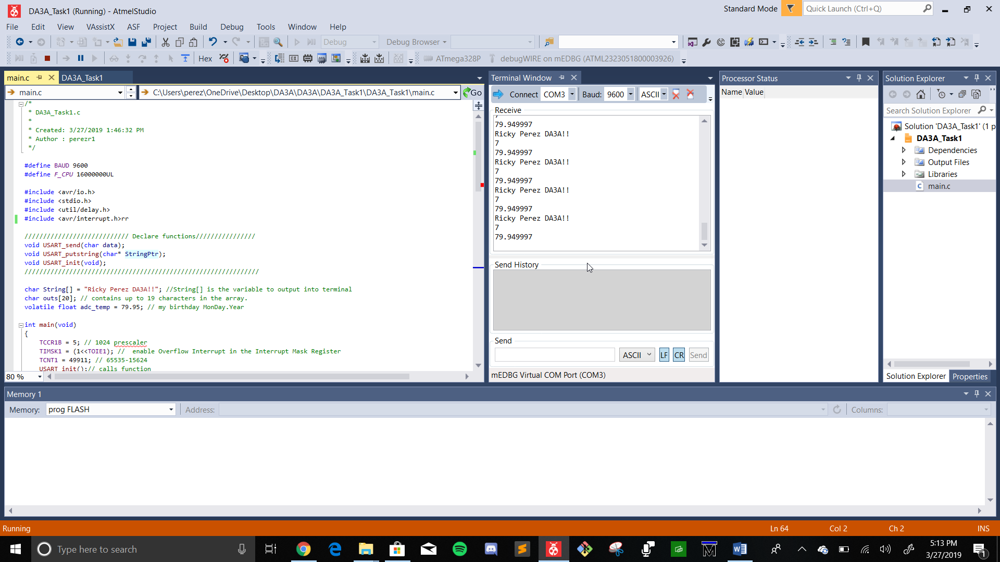 DA3A_Task1 (Running) - AtmelStudio
Standard Mode
Quick Launch (Ctrl+Q)
File Edit View VAssistX ASF Project Build Debug Tools Window Help
Debug
Debug Browser
Hex
ATmega328P
debugWIRE on mEDBG (ATML2323051800003926)
main.c
DA3A_Task1
main.c
C:\Users\perez\OneDrive\Desktop\DA3A\DA3A\DA3A_Task1\DA3A_Task1\main.c
Go
/*
* DA3A_Task1.c
*
* Created: 3/27/2019 1:46:32 PM
* Author : perezr1
*/
#define BAUD 9600
#define F_CPU 16000000UL
#include <avr/io.h>
#include <stdio.h>
#include <util/delay.h>
#include <avr/interrupt.h>rr
//////////////////////////// Declare functions////////////////
void USART_send(char data);
void USART_putstring(char* StringPtr);
void USART_init(void);
///////////////////////////////////////////////////////////////
char String[] = "Ricky Perez DA3A!!"; //String[] is the variable to output into terminal
char outs[20]; // contains up to 19 characters in the array.
volatile float adc_temp = 79.95; // my birthday MonDay.Year
int main(void)
{
TCCR1B = 5; // 1024 prescaler
TIMSK1 = (1<<TOIE1); //  enable Overflow Interrupt in the Interrupt Mask Register
TCNT1 = 49911; // 65535-15624
USART_init();// calls function
80 %
Terminal Window
Connect COM3 Baud: 9600 ASCII
Receive
7
79.949997
Ricky Perez DA3A!!
7
79.949997
Ricky Perez DA3A!!
7
79.949997
Ricky Perez DA3A!!
7
79.949997
Ricky Perez DA3A!!
7
79.949997
Send History
Send
ASCII LF CR Send
mEDBG Virtual COM Port (COM3)
Processor Status
Name Value
Solution Explorer
Search Solution Explorer
Solution 'DA3A_Task1' (1 p
DA3A_Task1
Dependencies
Output Files
Libraries
main.c
Solution Explorer Properties
Memory 1
Memory: prog FLASH Address: Columns:
Running
Ln 64 Col 2 Ch 2 INS
Type here to search
5:13 PM
3/27/2019
1